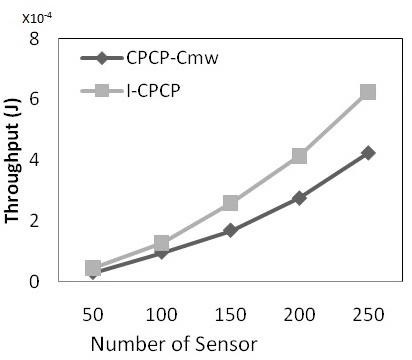 X10-4
8
CPCP-Cmw
I-CPCP
6
4
2
0
Throughput (J)
50 100 150 200 250
Number of Sensor